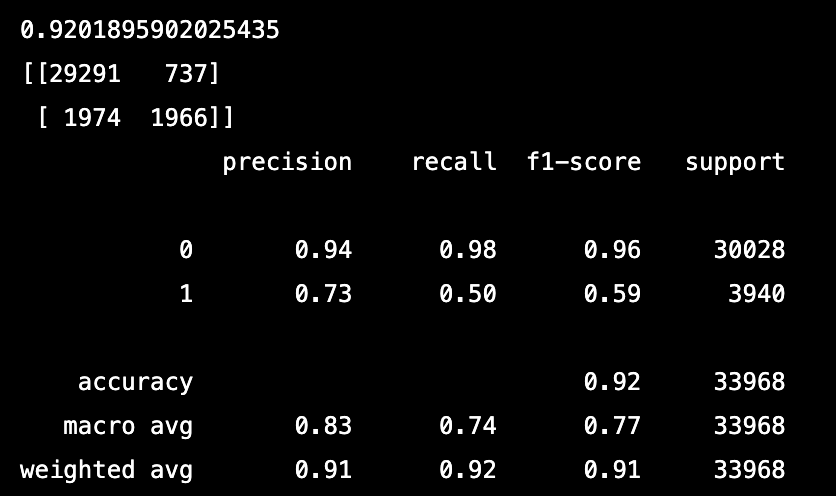 0.9201895902025435
[[29291   737]
 [ 1974  1966]]
              precision    recall  f1-score   support

           0       0.94      0.98      0.96     30028
           1       0.73      0.50      0.59      3940

    accuracy                           0.92     33968
   macro avg       0.83      0.74      0.77     33968
weighted avg       0.91      0.92      0.91     33968